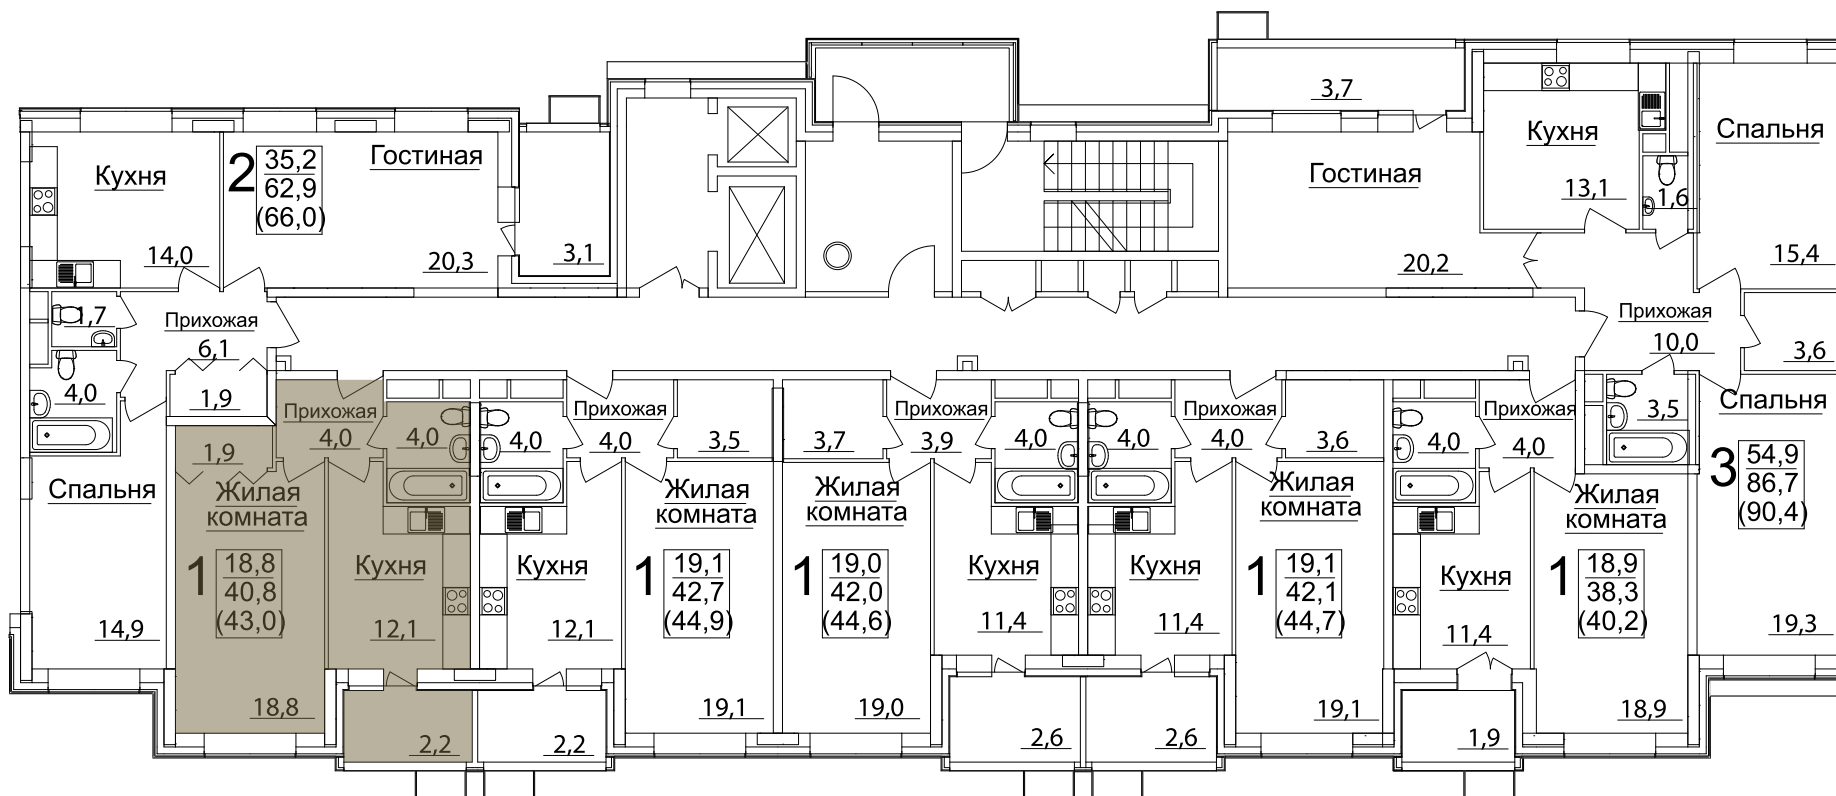 3,7
Кухня
Спальня
Кухня
2
35,2
62,9
(66,0)
Гостиная
Гостиная
13,1
1,6
14,0
20,3
3,1
20,2
15,4
1,7
Прихожая
6,1
Прихожая
10,0
3,6
4,0
1,9
Прихожая
4,0
4,0
4,0
Прихожая
4,0
3,5
3,7
Прихожая
3,9
4,0
4,0
Прихожая
4,0
3,6
4,0
Прихожая
4,0
3,5
Спальня
3
54,9
86,7
(90,4)
Спальня
1,9
Жилая
комната
1
18,8
40,8
(43,0)
Кухня
12,1
Кухня
12,1
Жилая
комната
1
19,1
42,7
(44,9)
Жилая
комната
1
19,0
42,0
(44,6)
Кухня
11,4
Кухня
11,4
Жилая
комната
1
19,1
42,1
(44,7)
Кухня
11,4
Жилая
комната
1
18,9
38,3
(40,2)
14,9
19,3
18,8
2,2
2,2
19,1
19,0
2,6
2,6
19,1
1,9
18,9